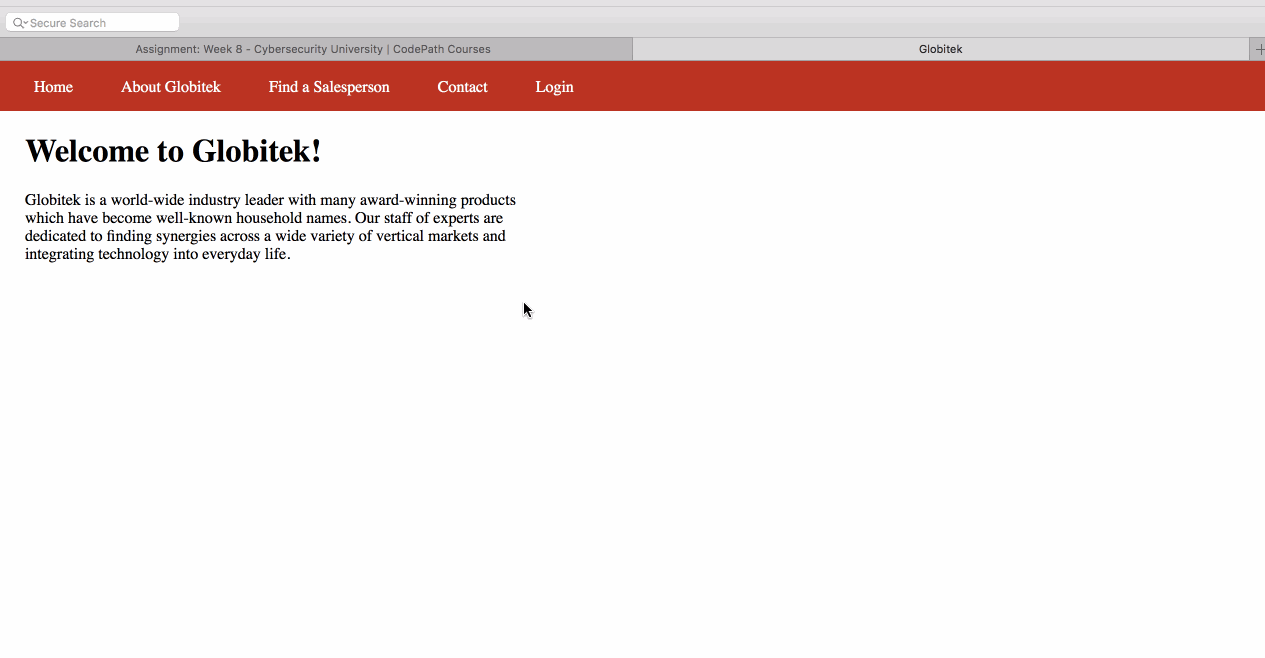 Secure Search
Assignment: Week 8 - Cybersecurity University | CodePath Courses
Globitek
Home
About Globitek
Find a Salesperson
Contact
Login
Welcome to Globitek!
Globitek is a world-wide industry leader with many award-winning products
which have become well-known household names. Our staff of experts are
dedicated to finding synergies across a wide variety of vertical markets and
integrating technology into everyday life.